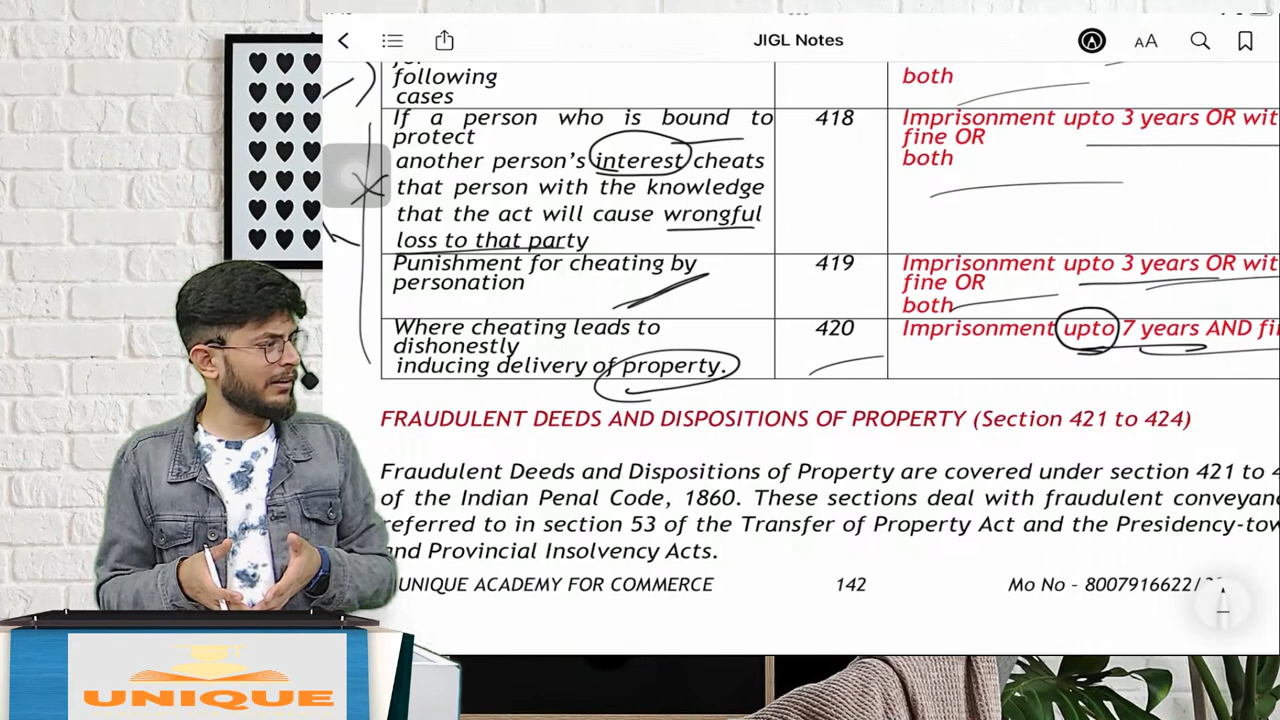 JIGL Notes
AA
following
cases
both
If a person who is bound to
protect
another person's interest cheats
that person with the knowledge
that the act will cause wrongful
loss to that party
418
Imprisonment upto 3 years OR wit
fine OR
both
Punishment for cheating by
personation
419
Imprisonment upto 3 years OR wit
fine OR
both
Where cheating leads to
dishonestly
inducing delivery of property.
420
Imprisonment upto 7 years AND fi
FRAUDULENT DEEDS AND DISPOSITIONS OF PROPERTY (Section 421 to 424)
Fraudulent Deeds and Dispositions of Property are covered under section 421 to 4
of the Indian Penal Code, 1860. These sections deal with fraudulent conveyan
referred to in section 53 of the Transfer of Property Act and the Presidency-tow
and Provincial Insolvency Acts.
UNIQUE ACADEMY FOR COMMERCE
142
Mo No - 8007916622/
UNIQUE